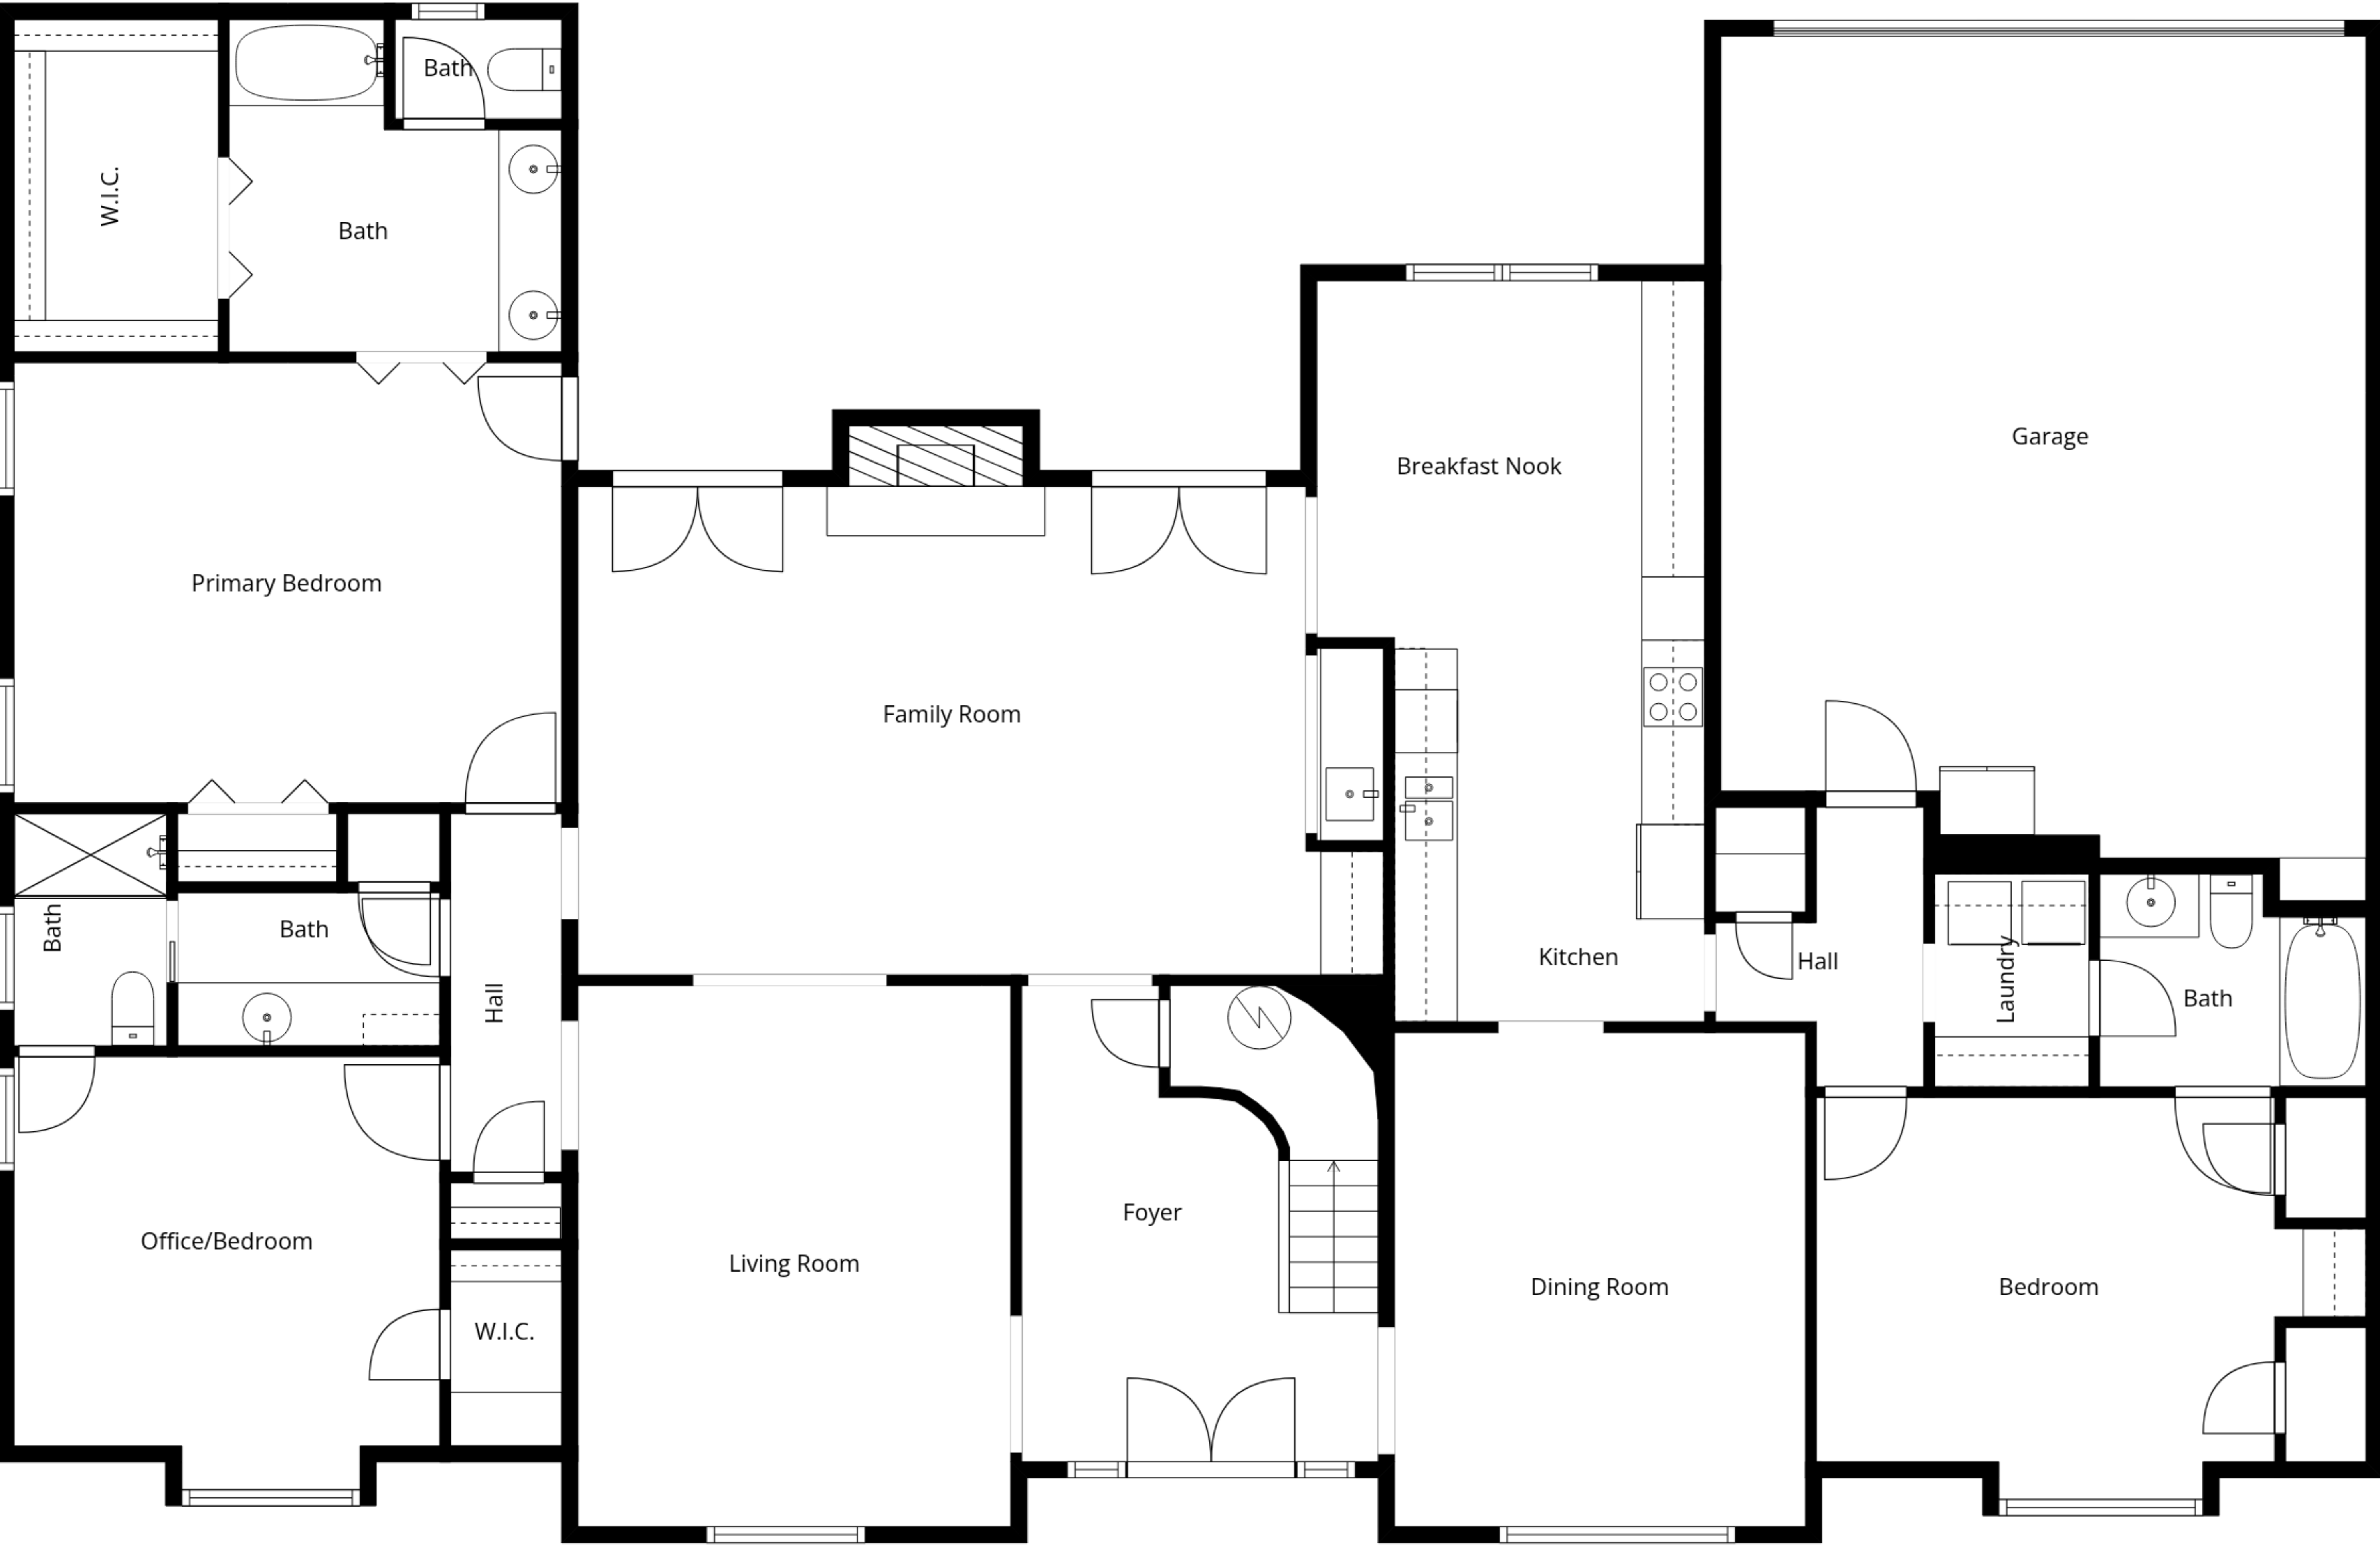 Bath
W.I.C.
Bath
Garage
Breakfast Nook
Primary Bedroom
Family Room
Bath
Bath
Kitchen
Hall
Laundry
Bath
Hall
Foyer
Office/Bedroom
Living Room
Dining Room
Bedroom
W.I.C.